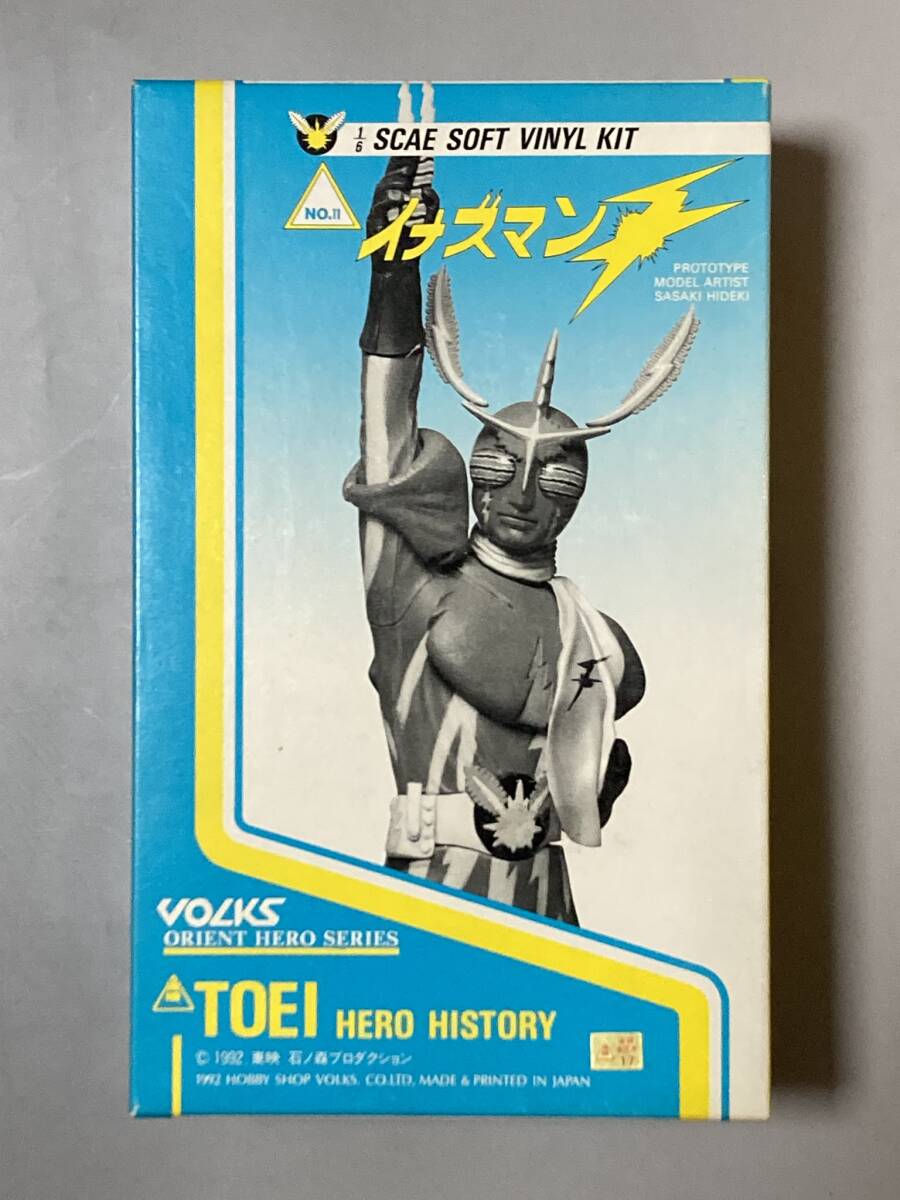 1/6 SCAE SOFT VINYL KIT
NO.11
イナズマン
PROTOTYPE
MODEL ARTIST
SASAKI HIDEKI
VOLKS
ORIENT HERO SERIES
TOEI HERO HISTORY
© 1992.東映 石ノ森プロダクション
1992 HOBBY SHOP VOLKS. CO.LTD, MADE & PRINTED IN JAPAN